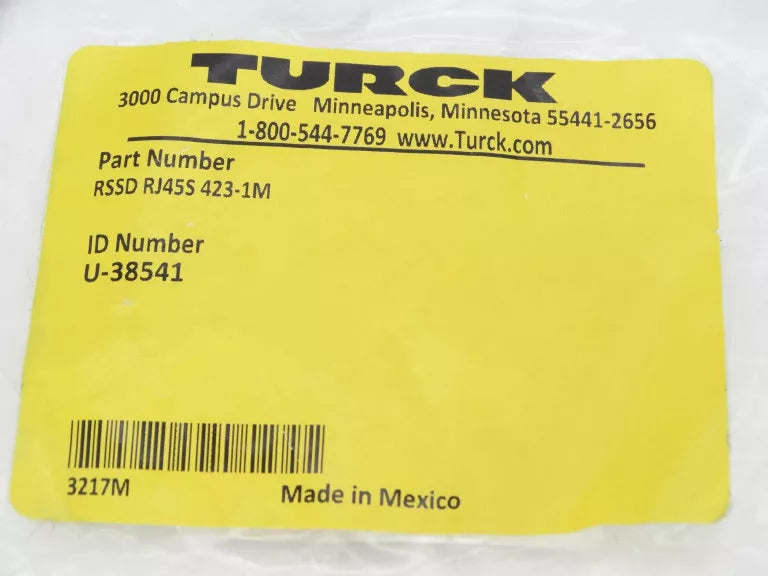 TURCK
3000 Campus Drive Minneapolis, Minnesota 55441-2656
1-800-544-7769 www.Turck.com
Part Number
RSSD RJ45S 423-1M
ID Number
U-38541
3217M
Made in Mexico